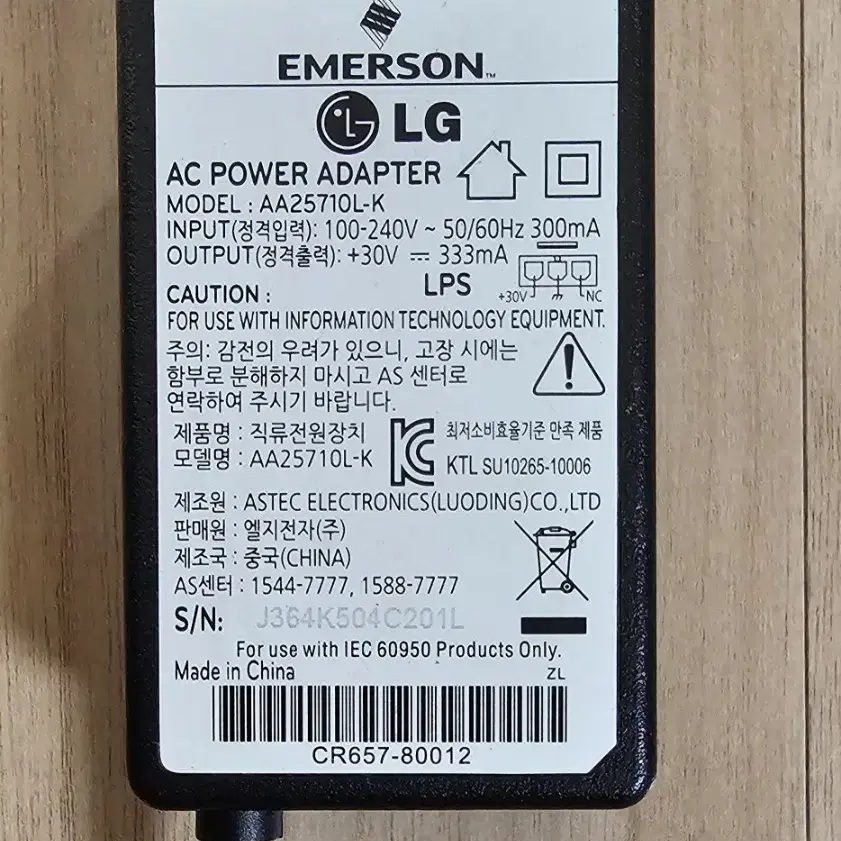 EMERSON™
LG
AC POWER ADAPTER
MODEL : AA25710L-K
INPUT(정격입력): 100-240V ~ 50/60Hz 300mA
OUTPUT(정격출력): +30V ⎓ 333mA
LPS
+30V NC
CAUTION :
FOR USE WITH INFORMATION TECHNOLOGY EQUIPMENT.
주의: 감전의 우려가 있으니, 고장 시에는
함부로 분해하지 마시고 AS 센터로
연락하여 주시기 바랍니다.
제품명 : 직류전원장치
모델명 : AA25710L-K
최저소비효율기준 만족 제품
KTL SU10265-10006
제조원 : ASTEC ELECTRONICS(LUODING)CO.,LTD
판매원 : 엘지전자(주)
제조국 : 중국(CHINA)
AS센터 : 1544-7777, 1588-7777
S/N: J364K504C201L
For use with IEC 60950 Products Only.
Made in China ZL
CR657-80012